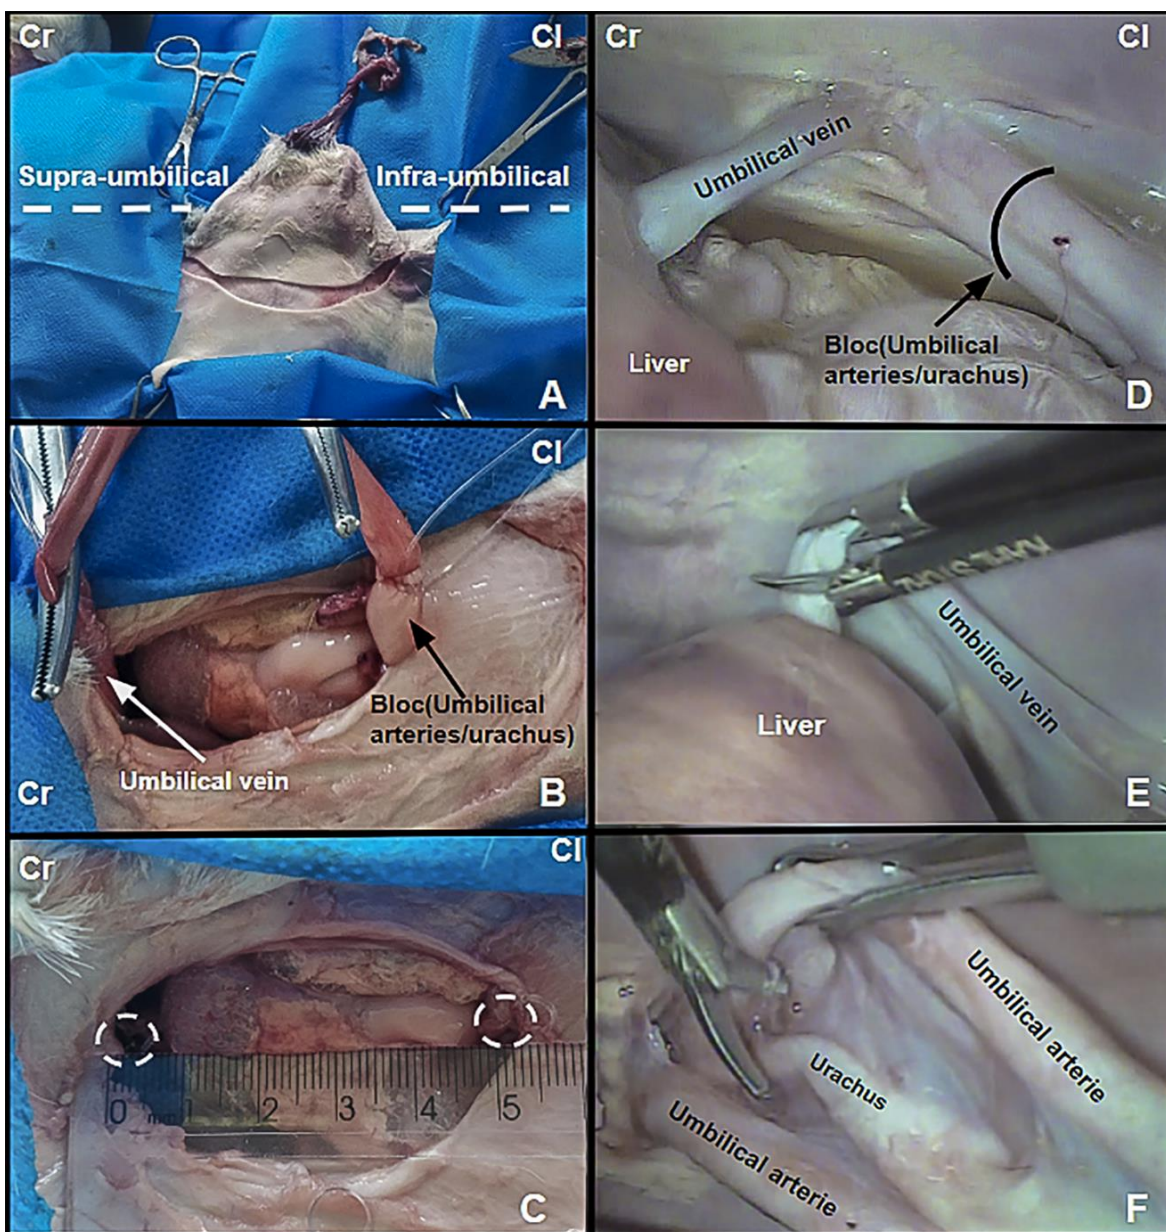 Cr
Cl
Supra-umbilical
Infra-umbilical
A
Cl
Bloc(Umbilical
arteries/urachus)
Umbilical vein
Cr
B
Cr
Cl
0 mm 1 2 3 4 5
C
Cr
Cl
Umbilical vein
Bloc(Umbilical
arteries/urachus)
Liver
D
Umbilical vein
Liver
E
Umbilical arterie
Urachus
Umbilical arterie
F